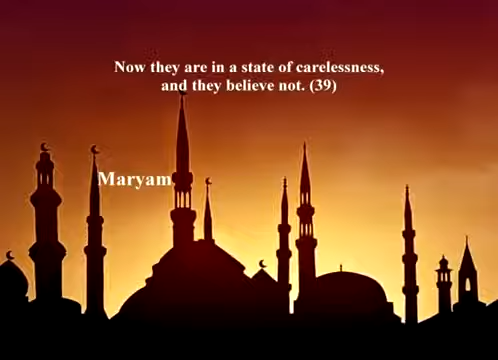 Now they are in a state of carelessness,
and they believe not. (39)
Maryam